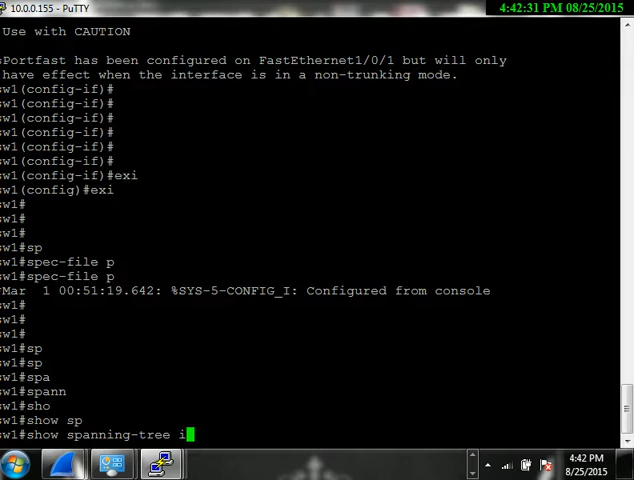 10.0.0.155 - PuTTY
4:42:31 PM 08/25/2015
Use with CAUTION
Portfast has been configured on FastEthernet1/0/1 but will only
have effect when the interface is in a non-trunking mode.
sw1(config-if)#
sw1(config-if)#
sw1(config-if)#
sw1(config-if)#
sw1(config-if)#
sw1(config-if)#
sw1(config-if)#exi
sw1(config)#exi
sw1#
sw1#
sw1#
sw1#sp
sw1#spec-file p
sw1#spec-file p
Mar  1 00:51:19.642: %SYS-5-CONFIG_I: Configured from console
sw1#
sw1#
sw1#
sw1#sp
sw1#sp
sw1#spa
sw1#spann
sw1#sho
sw1#show sp
sw1#show spanning-tree i
4:42 PM
8/25/2015